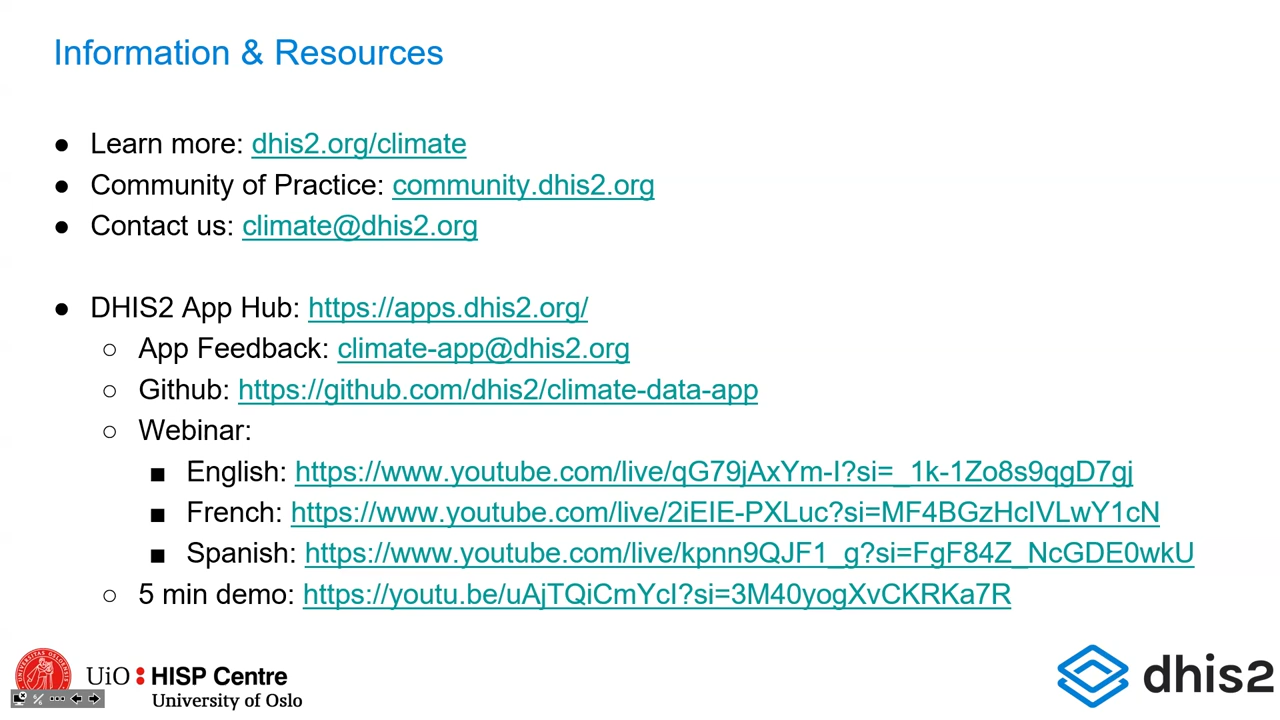 Information & Resources
● Learn more: dhis2.org/climate
● Community of Practice: community.dhis2.org
● Contact us: climate@dhis2.org
● DHIS2 App Hub: https://apps.dhis2.org/
○ App Feedback: climate-app@dhis2.org
○ Github: https://github.com/dhis2/climate-data-app
○ Webinar:
■ English: https://www.youtube.com/live/qG79jAxYm-I?si=_1k-1Zo8s9qgD7gj
■ French: https://www.youtube.com/live/2iEIE-PXLuc?si=MF4BGzHcIVLwY1cN
■ Spanish: https://www.youtube.com/live/kpnn9QJF1_g?si=FgF84Z_NcGDE0wkU
○ 5 min demo: https://youtu.be/uAjTQiCmYcI?si=3M40yogXvCKRKa7R
UiO HISP Centre
University of Oslo
dhis2